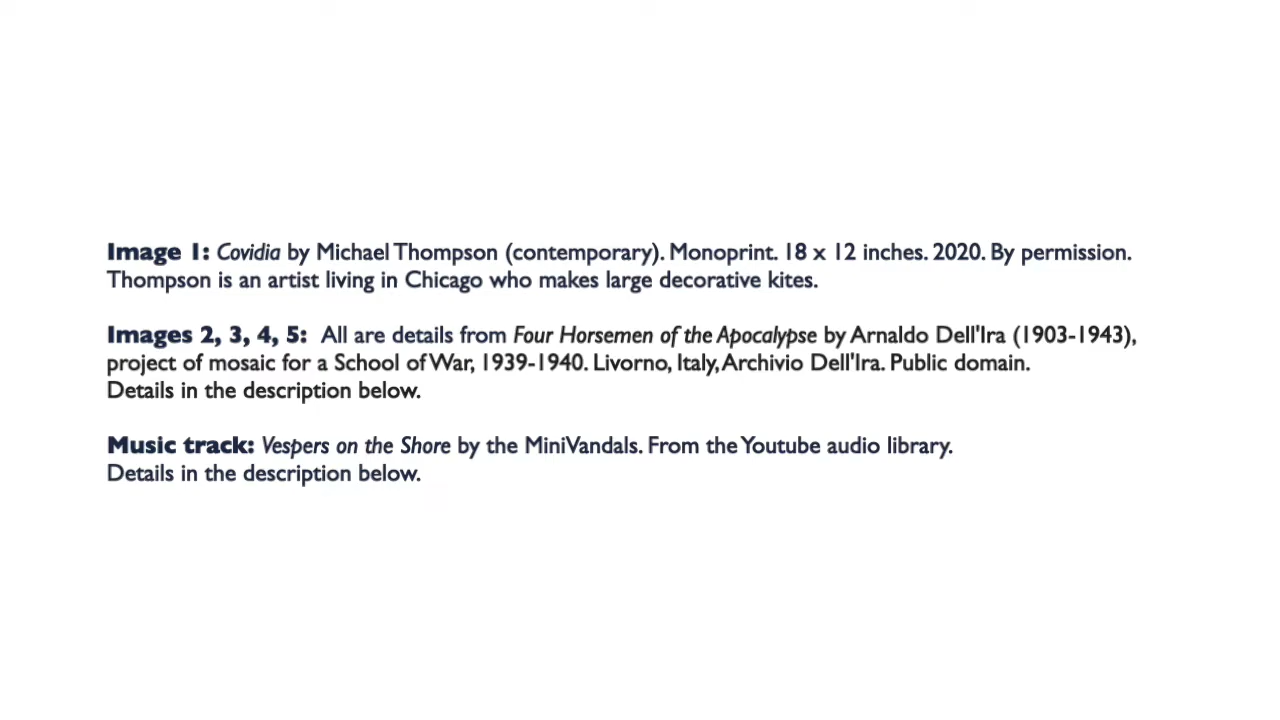 Image 1: Covidia by Michael Thompson (contemporary). Monoprint. 18 x 12 inches. 2020. By permission.
Thompson is an artist living in Chicago who makes large decorative kites.
Images 2, 3, 4, 5: All are details from Four Horsemen of the Apocalypse by Arnaldo Dell'Ira (1903-1943),
project of mosaic for a School of War, 1939-1940. Livorno, Italy, Archivio Dell'Ira. Public domain.
Details in the description below.
Music track: Vespers on the Shore by the MiniVandals. From the Youtube audio library.
Details in the description below.